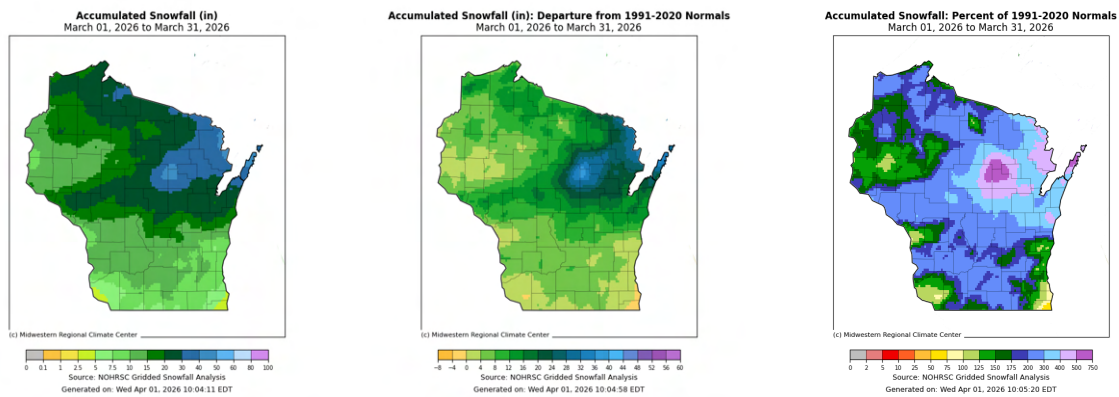 Accumulated Snowfall (in)
March 01, 2026 to March 31, 2026
(c) Midwestern Regional Climate Center
0 0.1 1 2.5 5 7.5 10 15 20 30 40 50 60 80 100
Source: NOHRSC Gridded Snowfall Analysis
Generated on: Wed Apr 01, 2026 10:04:11 EDT
Accumulated Snowfall (in): Departure from 1991-2020 Normals
March 01, 2026 to March 31, 2026
(c) Midwestern Regional Climate Center
−8 −4 0 4 8 12 16 20 24 28 32 36 40 44 48 52 56 60
Source: NOHRSC Gridded Snowfall Analysis
Generated on: Wed Apr 01, 2026 10:04:58 EDT
Accumulated Snowfall: Percent of 1991-2020 Normals
March 01, 2026 to March 31, 2026
(c) Midwestern Regional Climate Center
0 2 5 10 25 50 75 100 110 125 150 175 200 300 400 500 750
Source: NOHRSC Gridded Snowfall Analysis
Generated on: Wed Apr 01, 2026 10:05:20 EDT